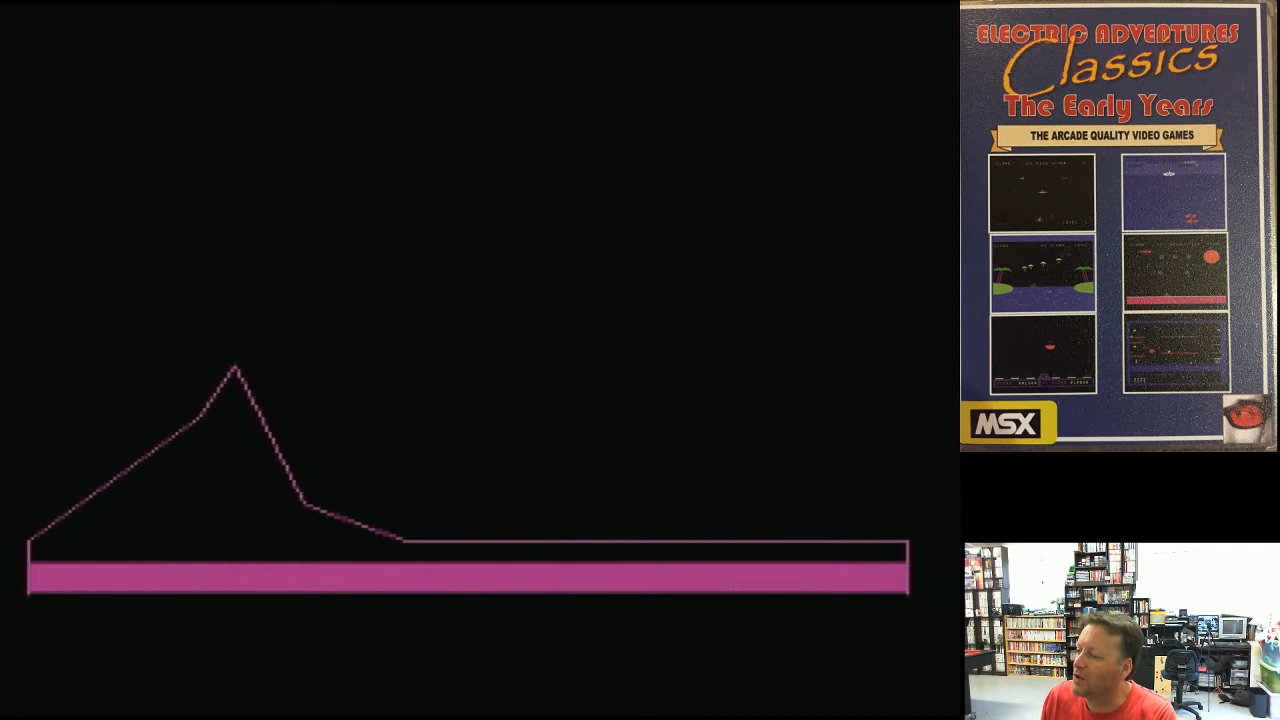 ELECTRIC ADVENTURES
Classics
The Early Years
THE ARCADE QUALITY VIDEO GAMES
MSX